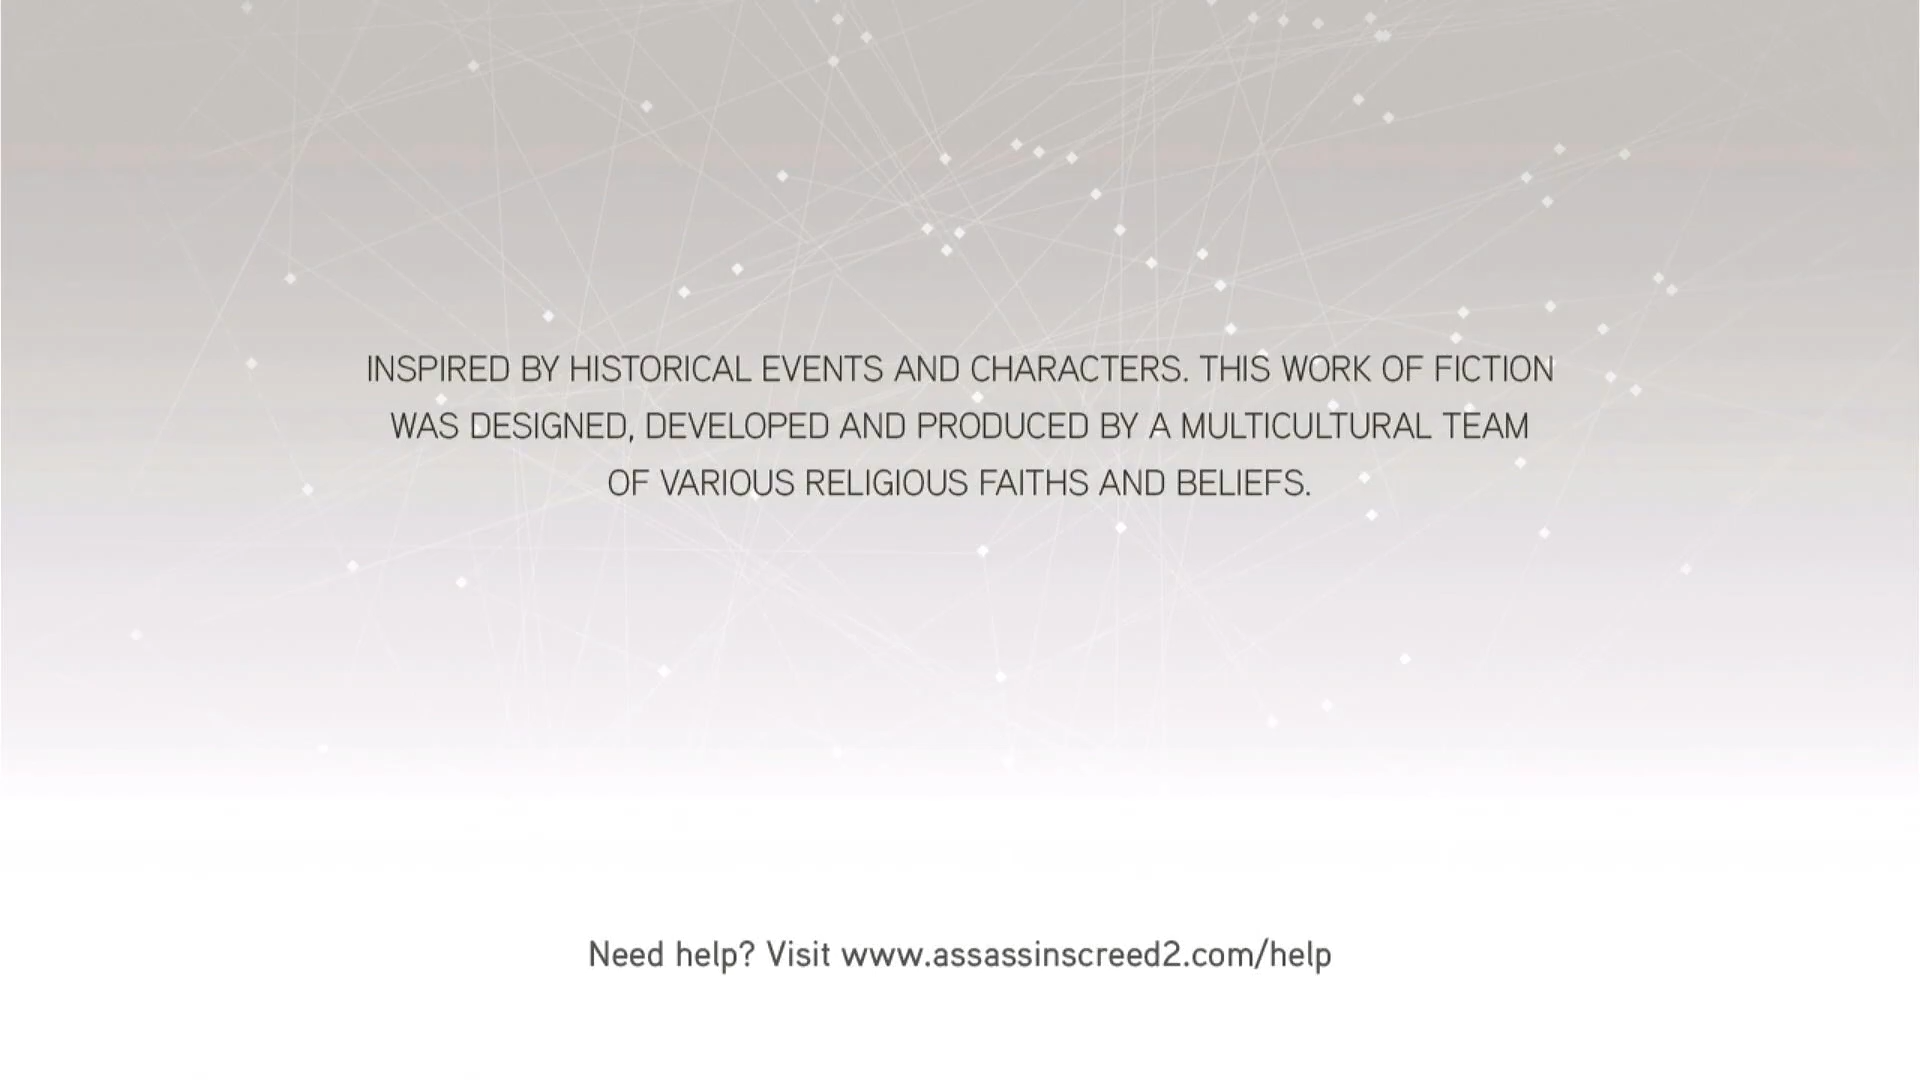 INSPIRED BY HISTORICAL EVENTS AND CHARACTERS. THIS WORK OF FICTION
WAS DESIGNED, DEVELOPED AND PRODUCED BY A MULTICULTURAL TEAM
OF VARIOUS RELIGIOUS FAITHS AND BELIEFS.
Need help? Visit www.assassinscreed2.com/help